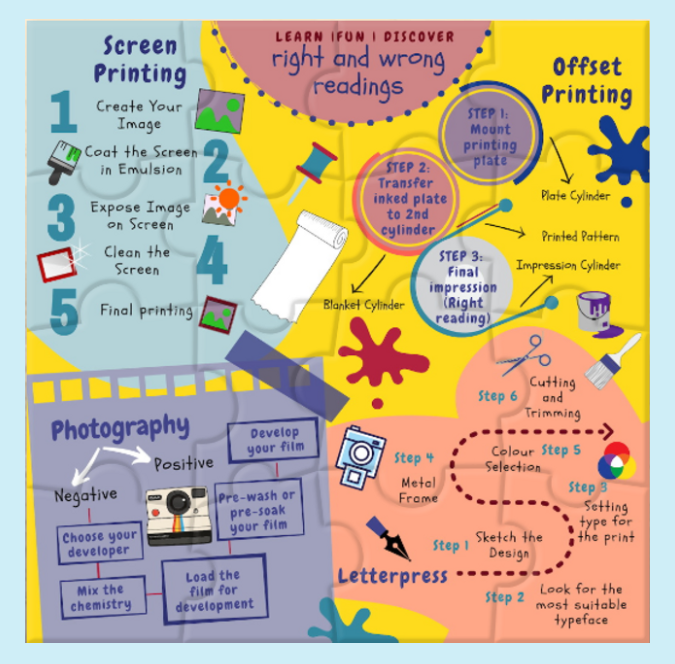 LEARN |FUN | DISCOVER
right and wrong
readings
Screen
Printing
1
Create Your
Image
Coat the Screen
in Emulsion
2
3
Expose Image
on Screen
Clean the
Screen
4
5
Final printing
Offset
Printing
STEP 1:
Mount
printing
plate
Plate Cylinder
STEP 2:
Transfer
inked plate
to 2nd
cylinder
Printed Pattern
STEP 3:
Final
impression
(Right
reading)
Impression Cylinder
Blanket Cylinder
Photography
Positive
Negative
Choose your
developer
Mix the
chemistry
Load the
film for
development
Pre-wash or
pre-soak
your film
Develop
your film
Letterpress
Step 1
Sketch the
Design
Step 2
Look for the
most suitable
typeface
Step 3
Setting
type for
the print
Step 4
Metal
Frame
Colour
Selection
Step 5
Step 6
Cutting
and
Trimming